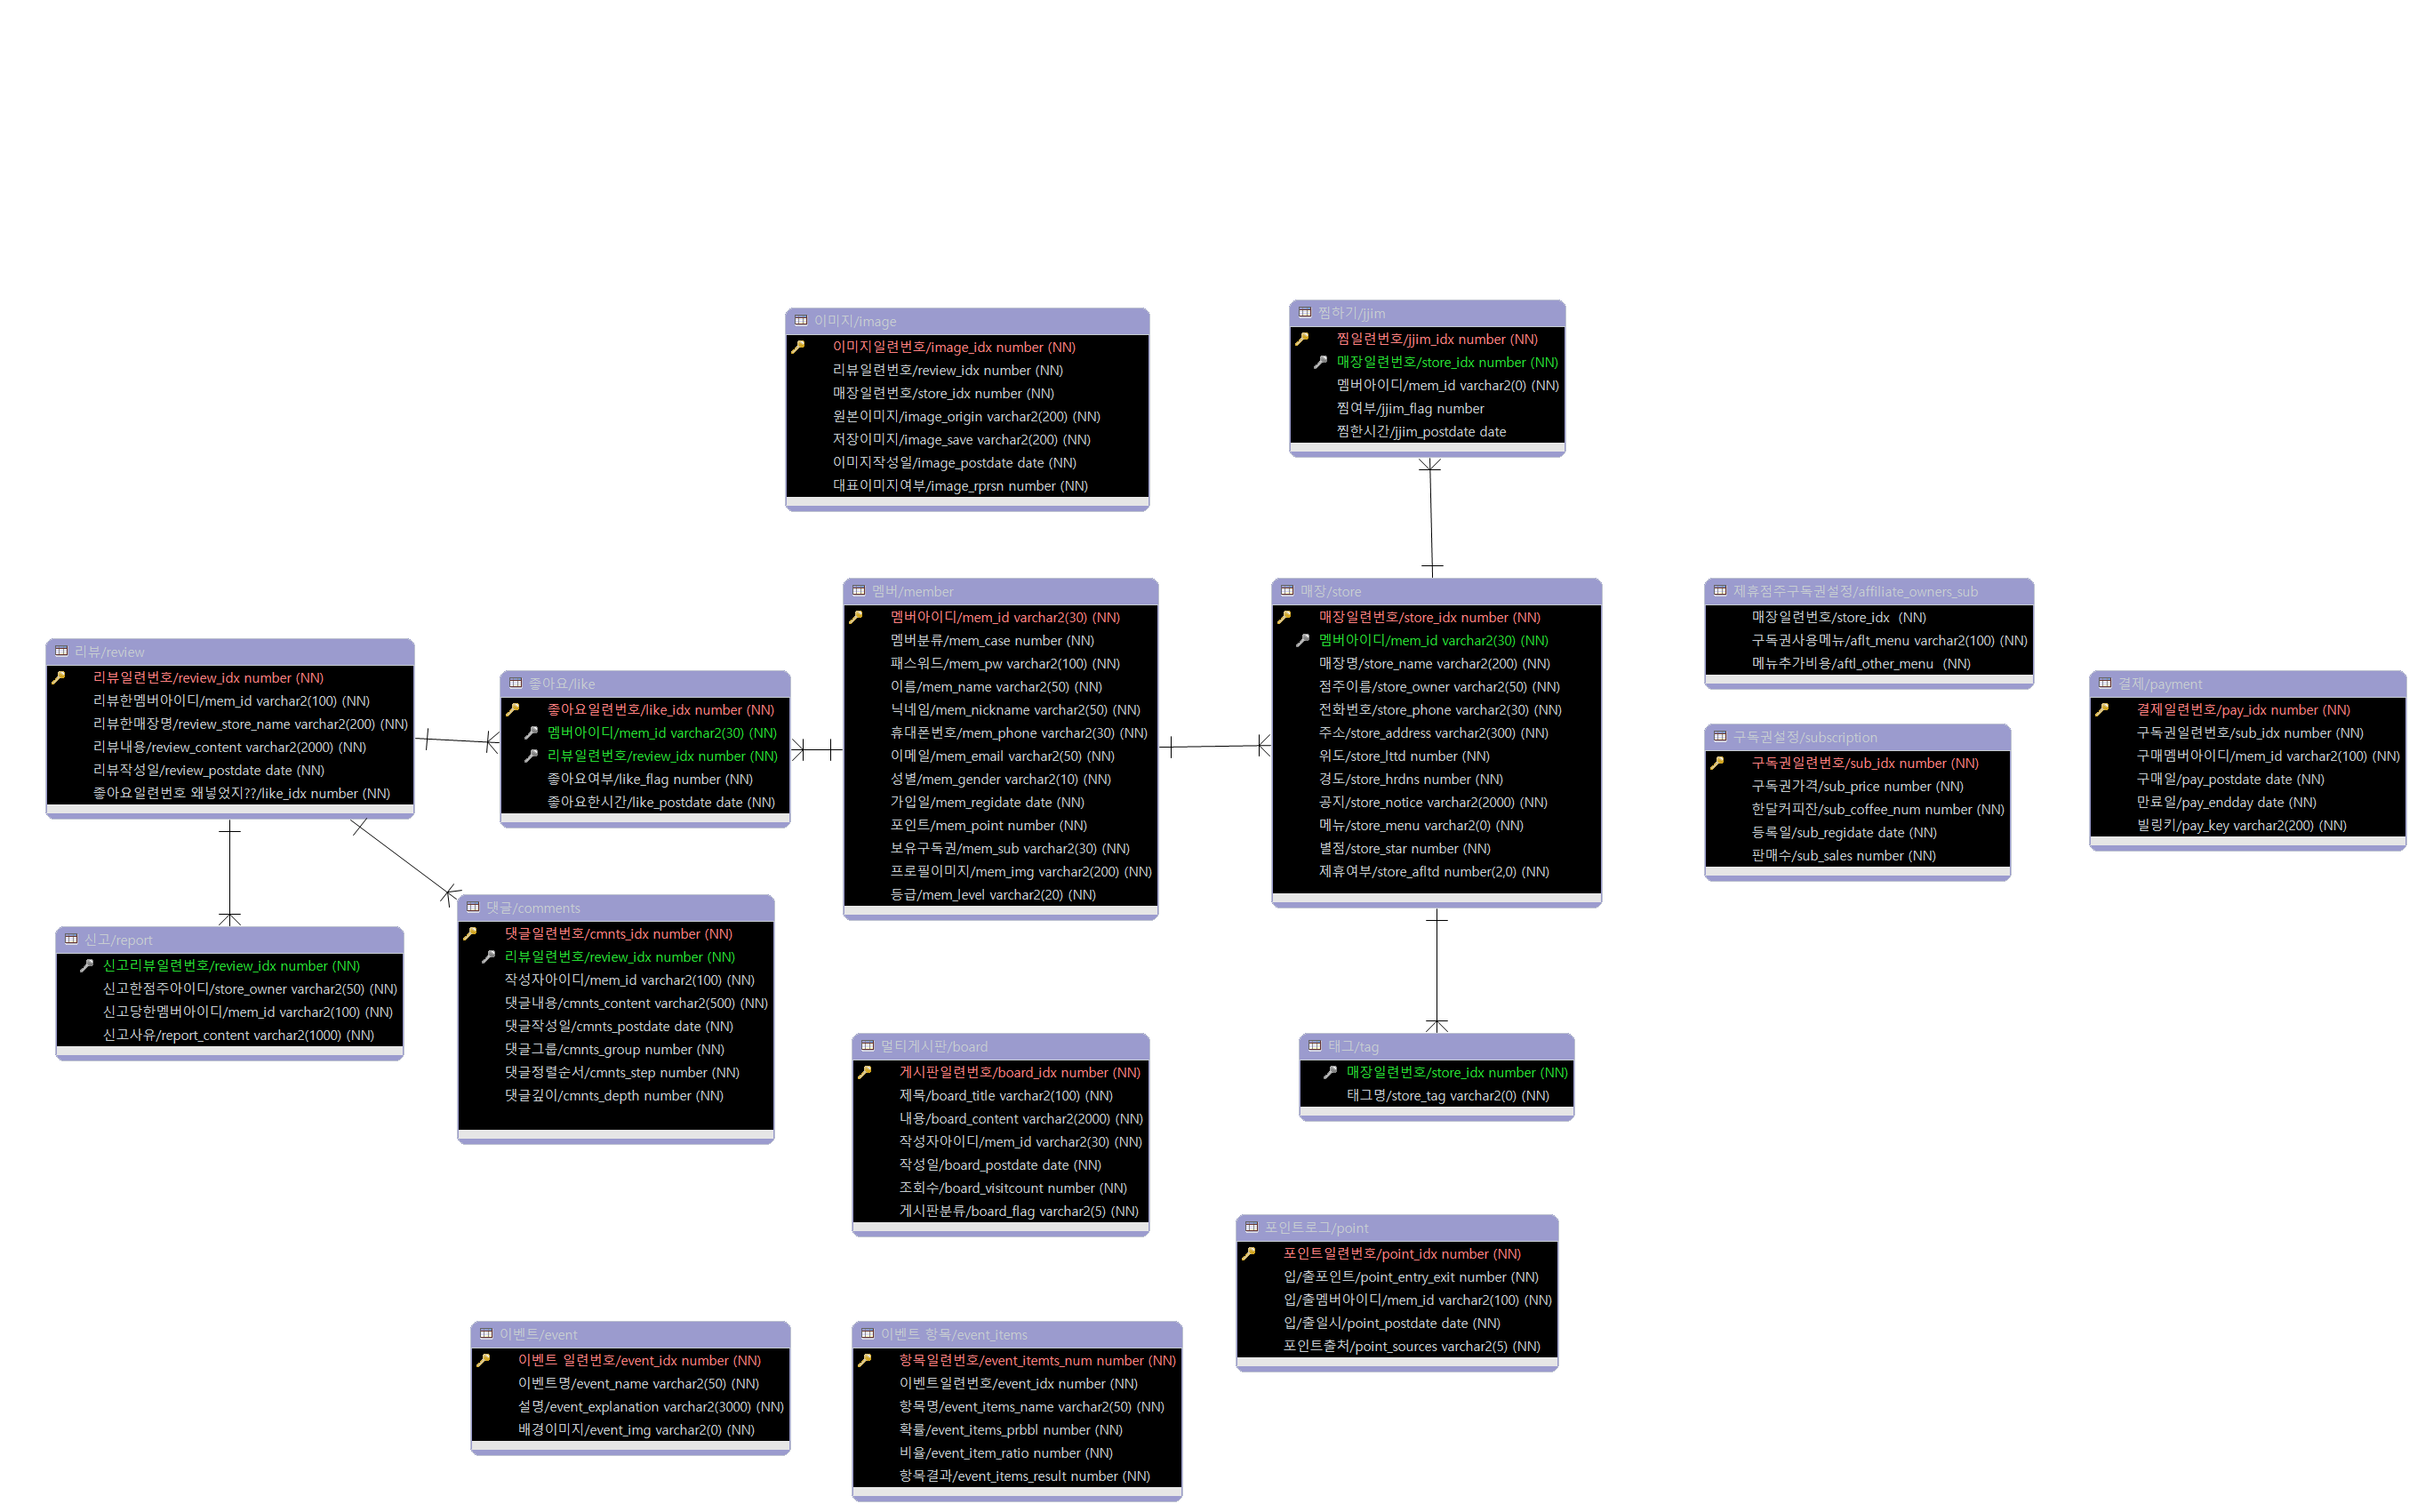 이미지/image
이미지일련번호/image_idx number (NN)
리뷰일련번호/review_idx number (NN)
매장일련번호/store_idx number (NN)
원본이미지/image_origin varchar2(200) (NN)
저장이미지/image_save varchar2(200) (NN)
이미지작성일/image_postdate date (NN)
대표이미지여부/image_rprsn number (NN)
찜하기/jjim
찜일련번호/jjim_idx number (NN)
매장일련번호/store_idx number (NN)
멤버아이디/mem_id varchar2(0) (NN)
찜여부/jjim_flag number
찜한시간/jjim_postdate date
리뷰/review
리뷰일련번호/review_idx number (NN)
리뷰한멤버아이디/mem_id varchar2(100) (NN)
리뷰한매장명/review_store_name varchar2(200) (NN)
리뷰내용/review_content varchar2(2000) (NN)
리뷰작성일/review_postdate date (NN)
좋아요일련번호 왜넣었지??/like_idx number (NN)
좋아요/like
좋아요일련번호/like_idx number (NN)
멤버아이디/mem_id varchar2(30) (NN)
리뷰일련번호/review_idx number (NN)
좋아요여부/like_flag number (NN)
좋아요한시간/like_postdate date (NN)
멤버/member
멤버아이디/mem_id varchar2(30) (NN)
멤버분류/mem_case number (NN)
패스워드/mem_pw varchar2(100) (NN)
이름/mem_name varchar2(50) (NN)
닉네임/mem_nickname varchar2(50) (NN)
휴대폰번호/mem_phone varchar2(30) (NN)
이메일/mem_email varchar2(50) (NN)
성별/mem_gender varchar2(10) (NN)
가입일/mem_regidate date (NN)
포인트/mem_point number (NN)
보유구독권/mem_sub varchar2(30) (NN)
프로필이미지/mem_img varchar2(200) (NN)
등급/mem_level varchar2(20) (NN)
매장/store
매장일련번호/store_idx number (NN)
멤버아이디/mem_id varchar2(30) (NN)
매장명/store_name varchar2(200) (NN)
점주이름/store_owner varchar2(50) (NN)
전화번호/store_phone varchar2(30) (NN)
주소/store_address varchar2(300) (NN)
위도/store_lttd number (NN)
경도/store_hrdns number (NN)
공지/store_notice varchar2(2000) (NN)
메뉴/store_menu varchar2(0) (NN)
별점/store_star number (NN)
제휴여부/store_afltd number(2,0) (NN)
제휴점주구독권설정/affiliate_owners_sub
매장일련번호/store_idx (NN)
구독권사용메뉴/aflt_menu varchar2(100) (NN)
메뉴추가비용/aftl_other_menu (NN)
구독권설정/subscription
구독권일련번호/sub_idx number (NN)
구독권가격/sub_price number (NN)
한달커피잔/sub_coffee_num number (NN)
등록일/sub_regidate date (NN)
판매수/sub_sales number (NN)
결제/payment
결제일련번호/pay_idx number (NN)
구독권일련번호/sub_idx number (NN)
구매멤버아이디/mem_id varchar2(100) (NN)
구매일/pay_postdate date (NN)
만료일/pay_endday date (NN)
빌링키/pay_key varchar2(200) (NN)
신고/report
신고리뷰일련번호/review_idx number (NN)
신고한점주아이디/store_owner varchar2(50) (NN)
신고당한멤버아이디/mem_id varchar2(100) (NN)
신고사유/report_content varchar2(1000) (NN)
댓글/comments
댓글일련번호/cmnts_idx number (NN)
리뷰일련번호/review_idx number (NN)
작성자아이디/mem_id varchar2(100) (NN)
댓글내용/cmnts_content varchar2(500) (NN)
댓글작성일/cmnts_postdate date (NN)
댓글그룹/cmnts_group number (NN)
댓글정렬순서/cmnts_step number (NN)
댓글깊이/cmnts_depth number (NN)
멀티게시판/board
게시판일련번호/board_idx number (NN)
제목/board_title varchar2(100) (NN)
내용/board_content varchar2(2000) (NN)
작성자아이디/mem_id varchar2(30) (NN)
작성일/board_postdate date (NN)
조회수/board_visitcount number (NN)
게시판분류/board_flag varchar2(5) (NN)
태그/tag
매장일련번호/store_idx number (NN)
태그명/store_tag varchar2(0) (NN)
포인트로그/point
포인트일련번호/point_idx number (NN)
입/출포인트/point_entry_exit number (NN)
입/출멤버아이디/mem_id varchar2(100) (NN)
입/출일시/point_postdate date (NN)
포인트출처/point_sources varchar2(5) (NN)
이벤트/event
이벤트 일련번호/event_idx number (NN)
이벤트명/event_name varchar2(50) (NN)
설명/event_explanation varchar2(3000) (NN)
배경이미지/event_img varchar2(0) (NN)
이벤트 항목/event_items
항목일련번호/event_itemts_num number (NN)
이벤트일련번호/event_idx number (NN)
항목명/event_items_name varchar2(50) (NN)
확률/event_items_prbbl number (NN)
비율/event_item_ratio number (NN)
항목결과/event_items_result number (NN)